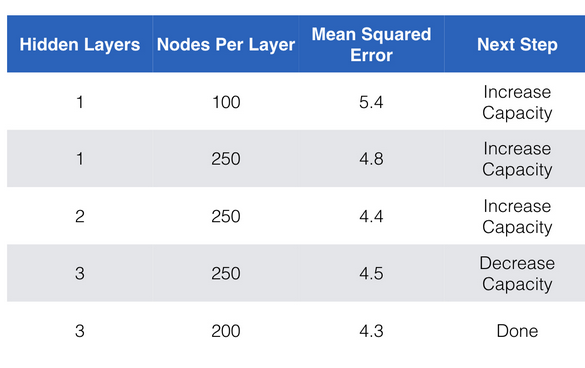 Hidden Layers Nodes Per Layer Mean Squared Error Next Step
1 100 5.4 Increase Capacity
1 250 4.8 Increase Capacity
2 250 4.4 Increase Capacity
3 250 4.5 Decrease Capacity
3 200 4.3 Done